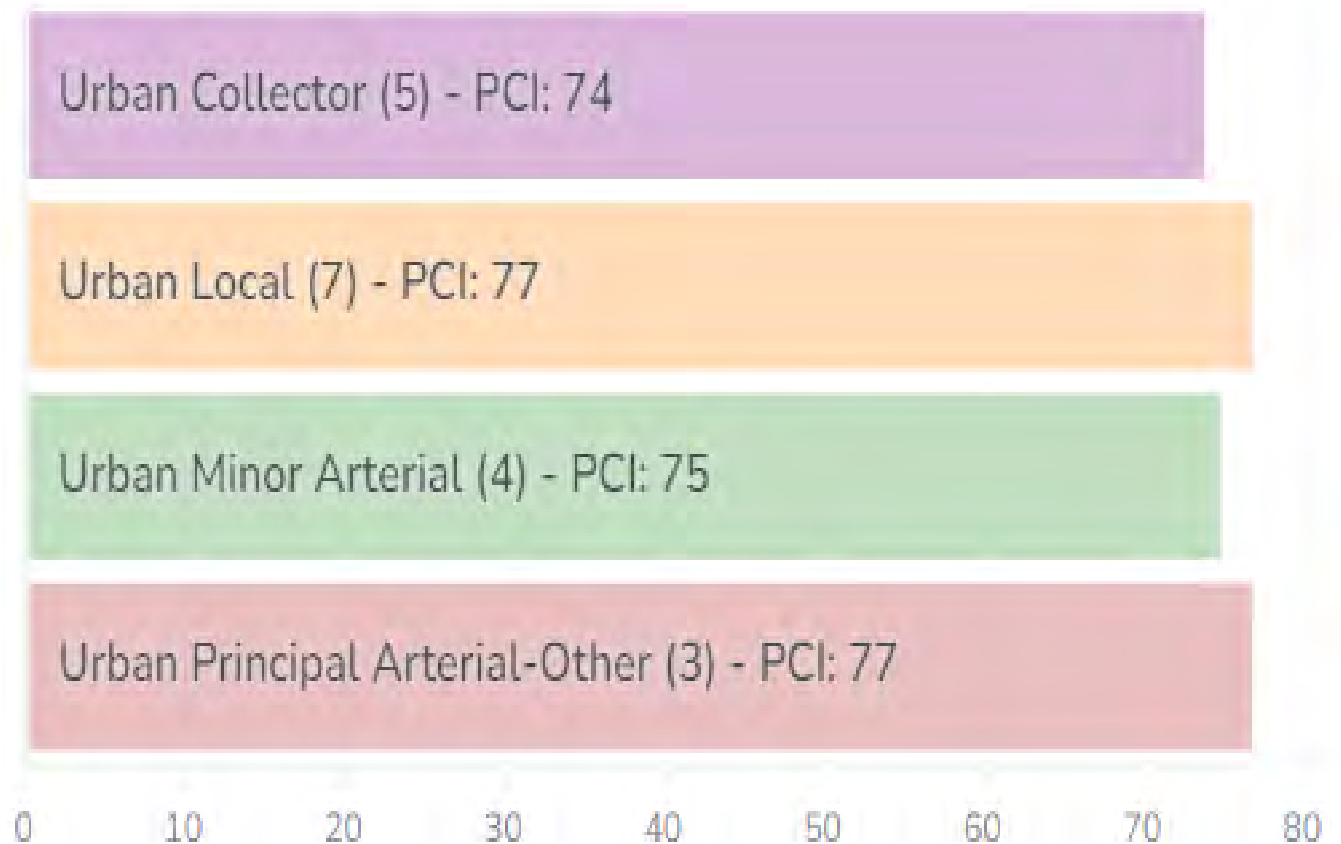 Urban Collector (5) - PCI: 74
Urban Local (7) - PCI: 77
Urban Minor Arterial (4) - PCI: 75
Urban Principal Arterial-Other (3) - PCI: 77
0 10 20 30 40 50 60 70 80